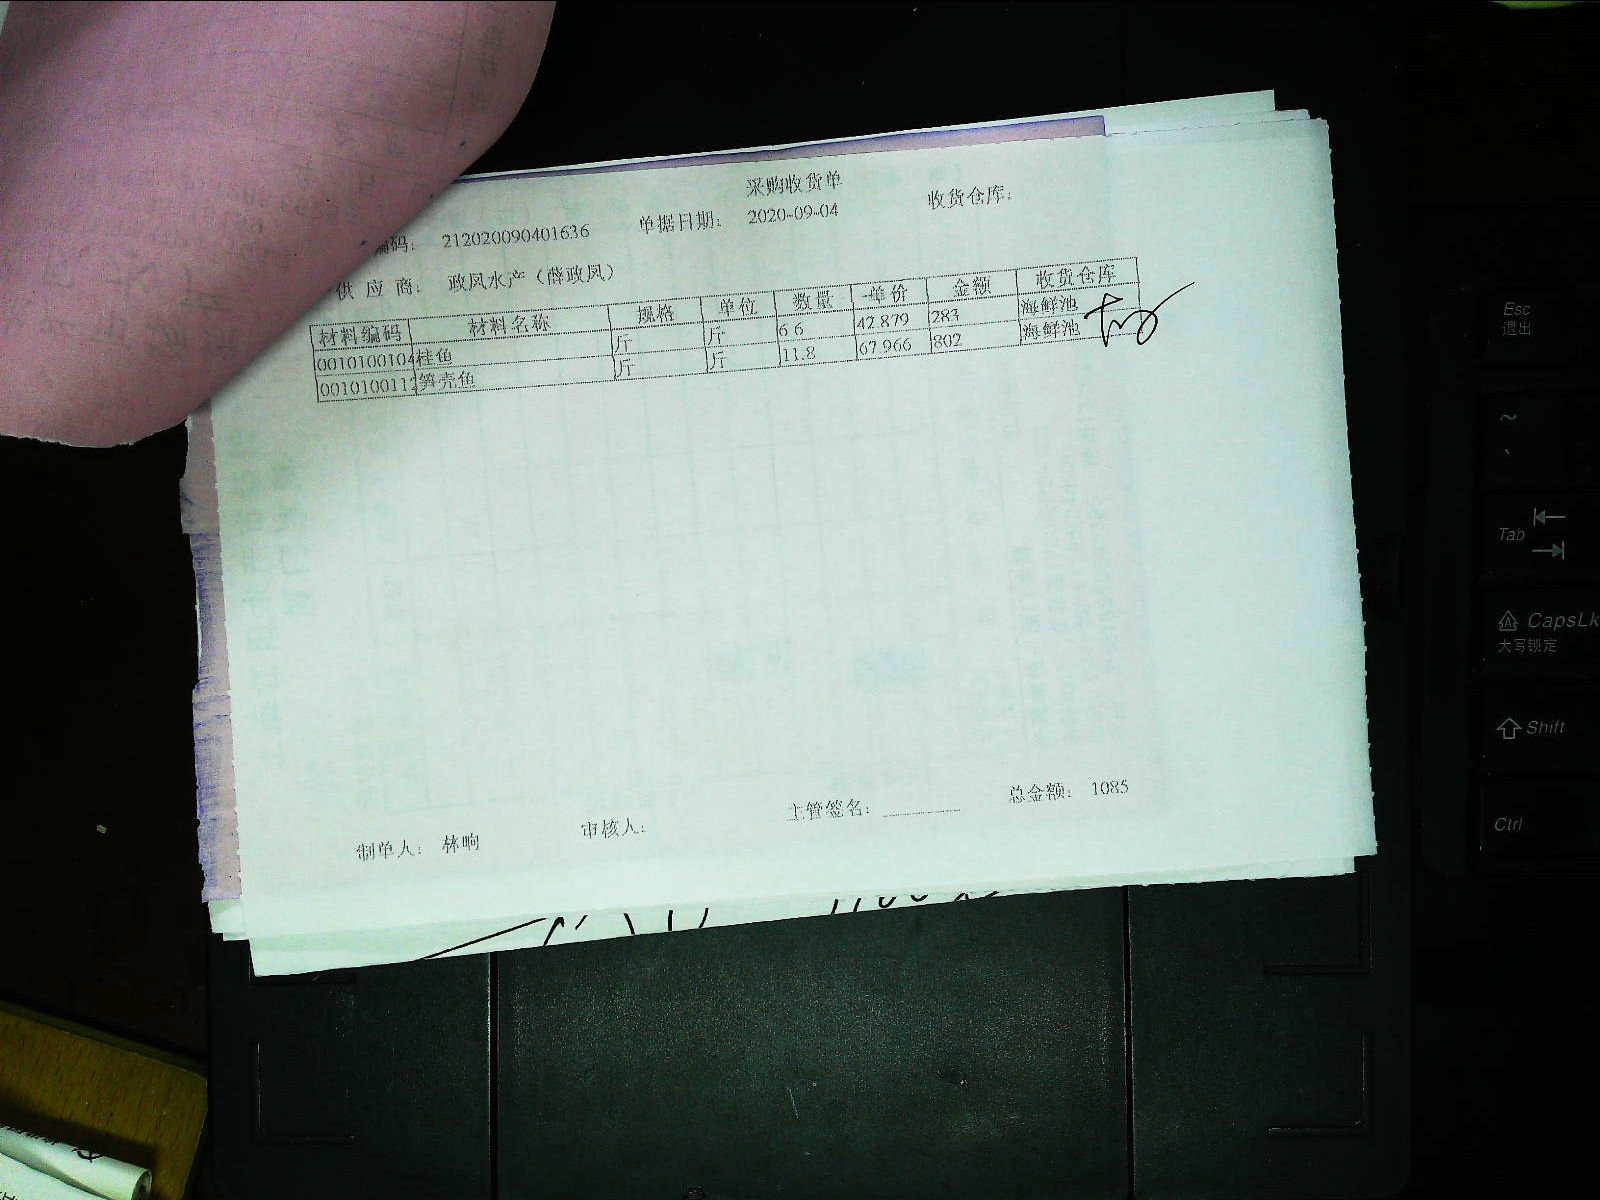 采购收货单
编码： 212020090401636 单据日期： 2020-09-04 收货仓库：
供 应 商： 政凤水产（薛政凤）
材料编码 材料名称 规格 单位 数量 单价 金额 收货仓库
0010100104 桂鱼 斤 斤 6.6 42.879 283 海鲜池
0010100112 笋壳鱼 斤 斤 11.8 67.966 802 海鲜池
制单人： 林晌 审核人： 主管签名： 总金额： 1085
Esc
退出
~
Tab
CapsLk
大写锁定
Shift
Ctrl